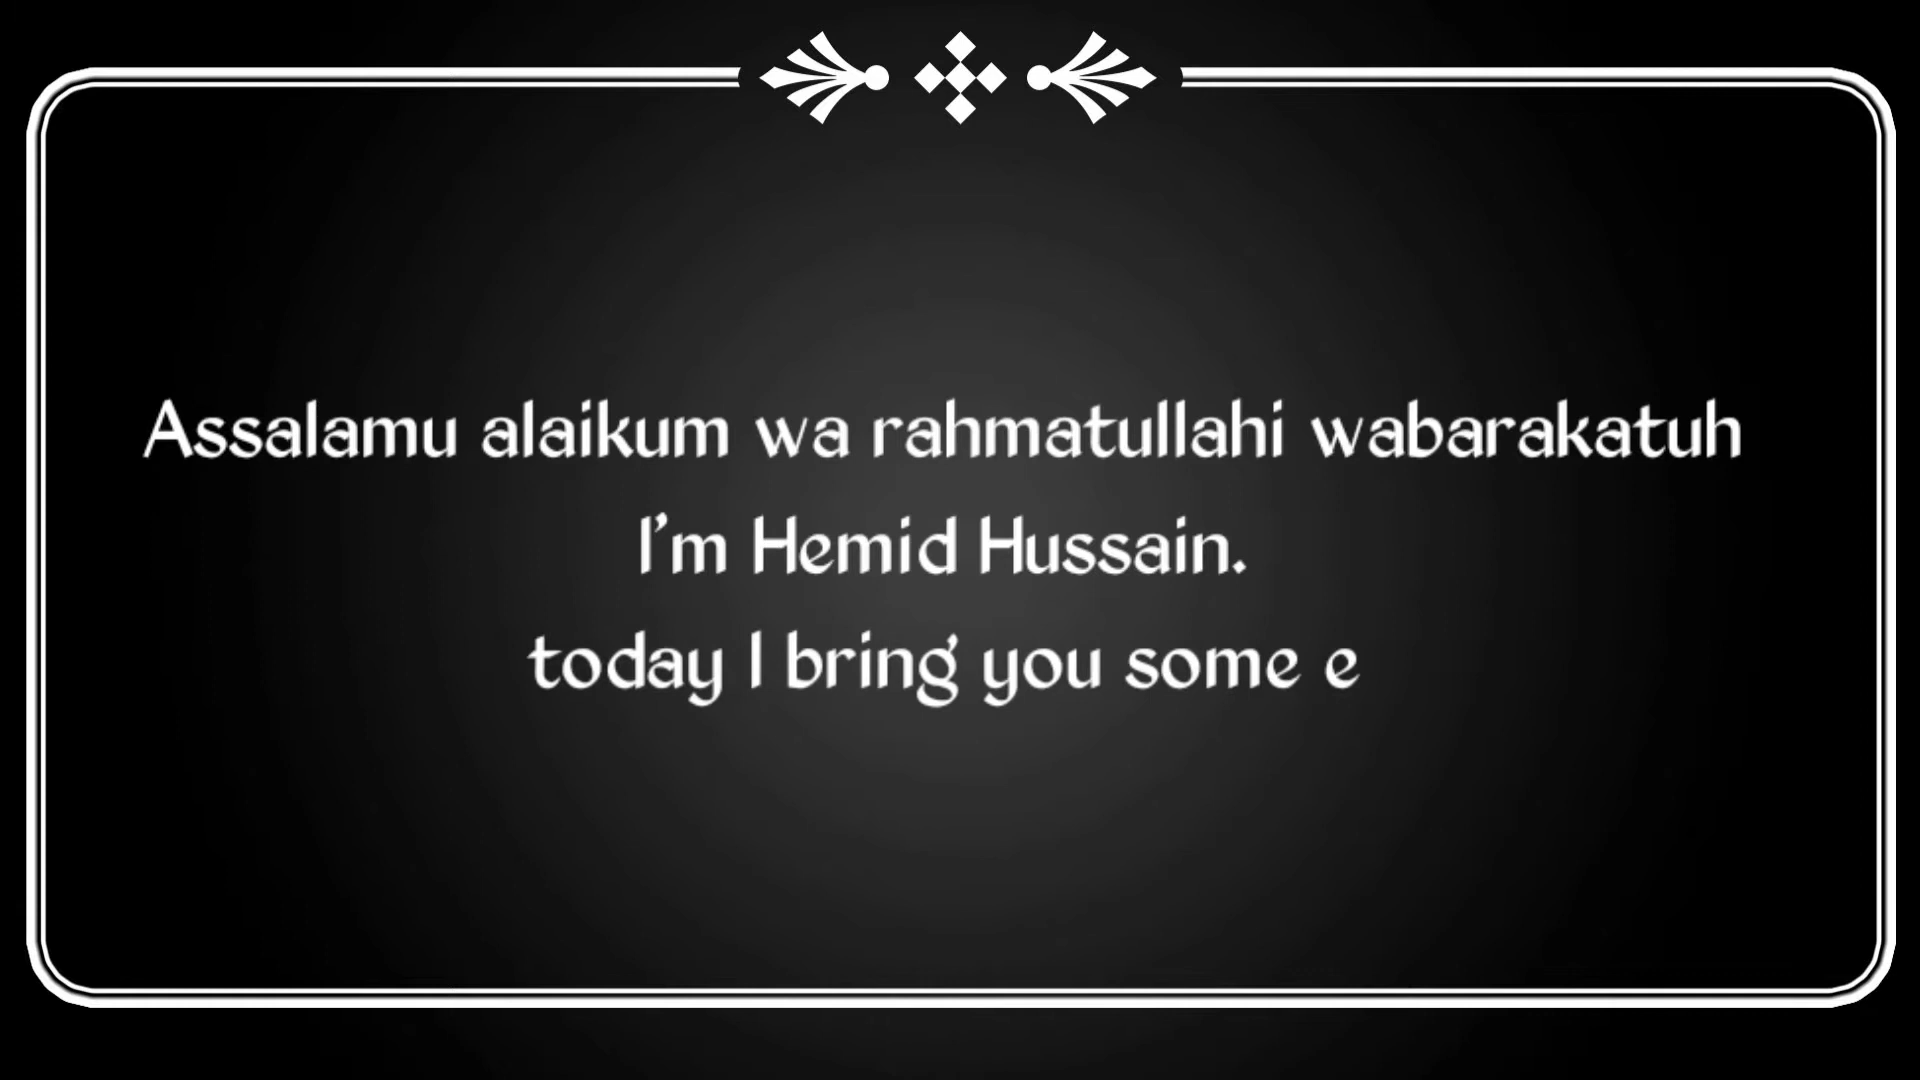 Assalamu alaikum wa rahmatullahi wabarakatuh
I'm Hemid Hussain.
today I bring you some e